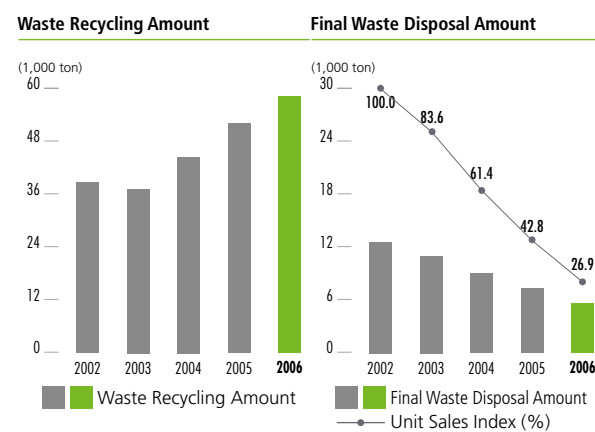 Waste Recycling Amount
(1,000 ton)
60
48
36
24
12
0
2002 2003 2004 2005 2006
Waste Recycling Amount
Final Waste Disposal Amount
(1,000 ton)
30
24
18
12
6
0
100.0
83.6
61.4
42.8
26.9
2002 2003 2004 2005 2006
Final Waste Disposal Amount
Unit Sales Index (%)